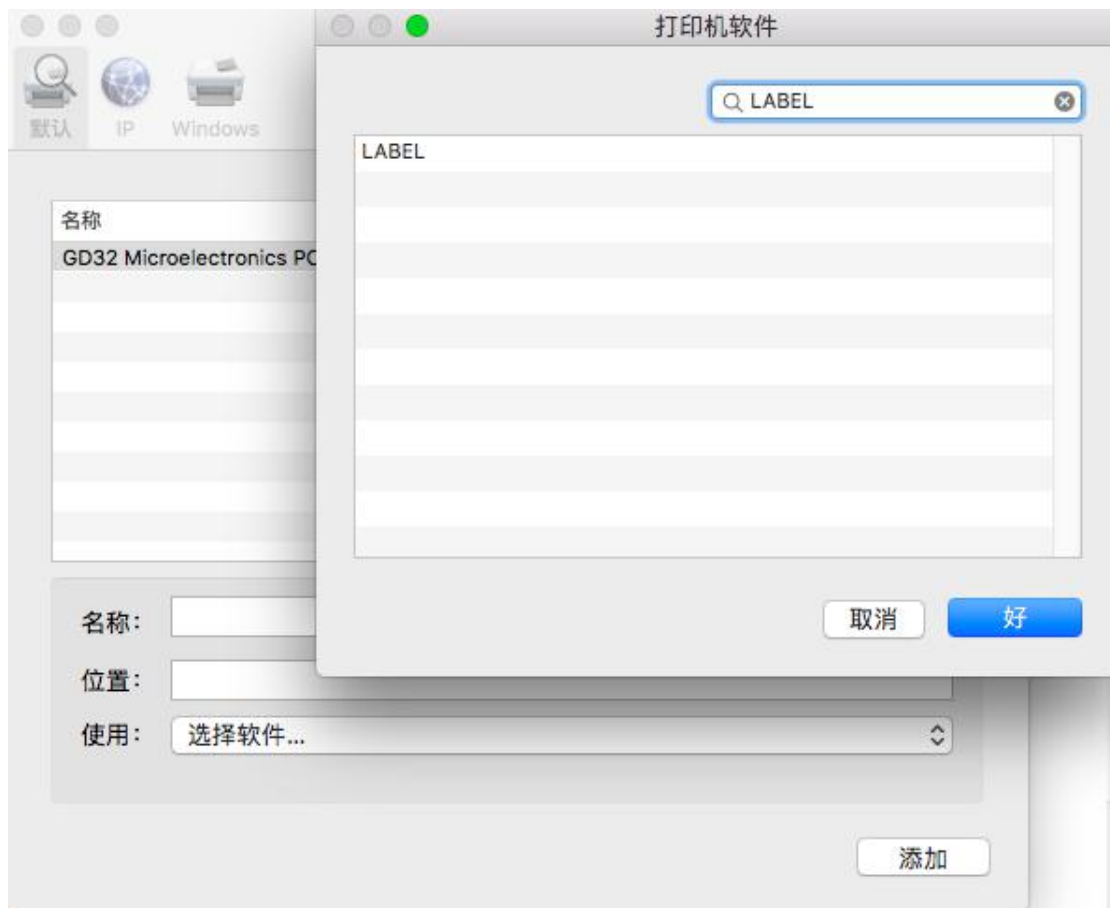 打印机软件
默认
IP
Windows
LABEL
LABEL
名称
GD32 Microelectronics PC
取消
好
名称：
位置：
使用：
选择软件...
添加